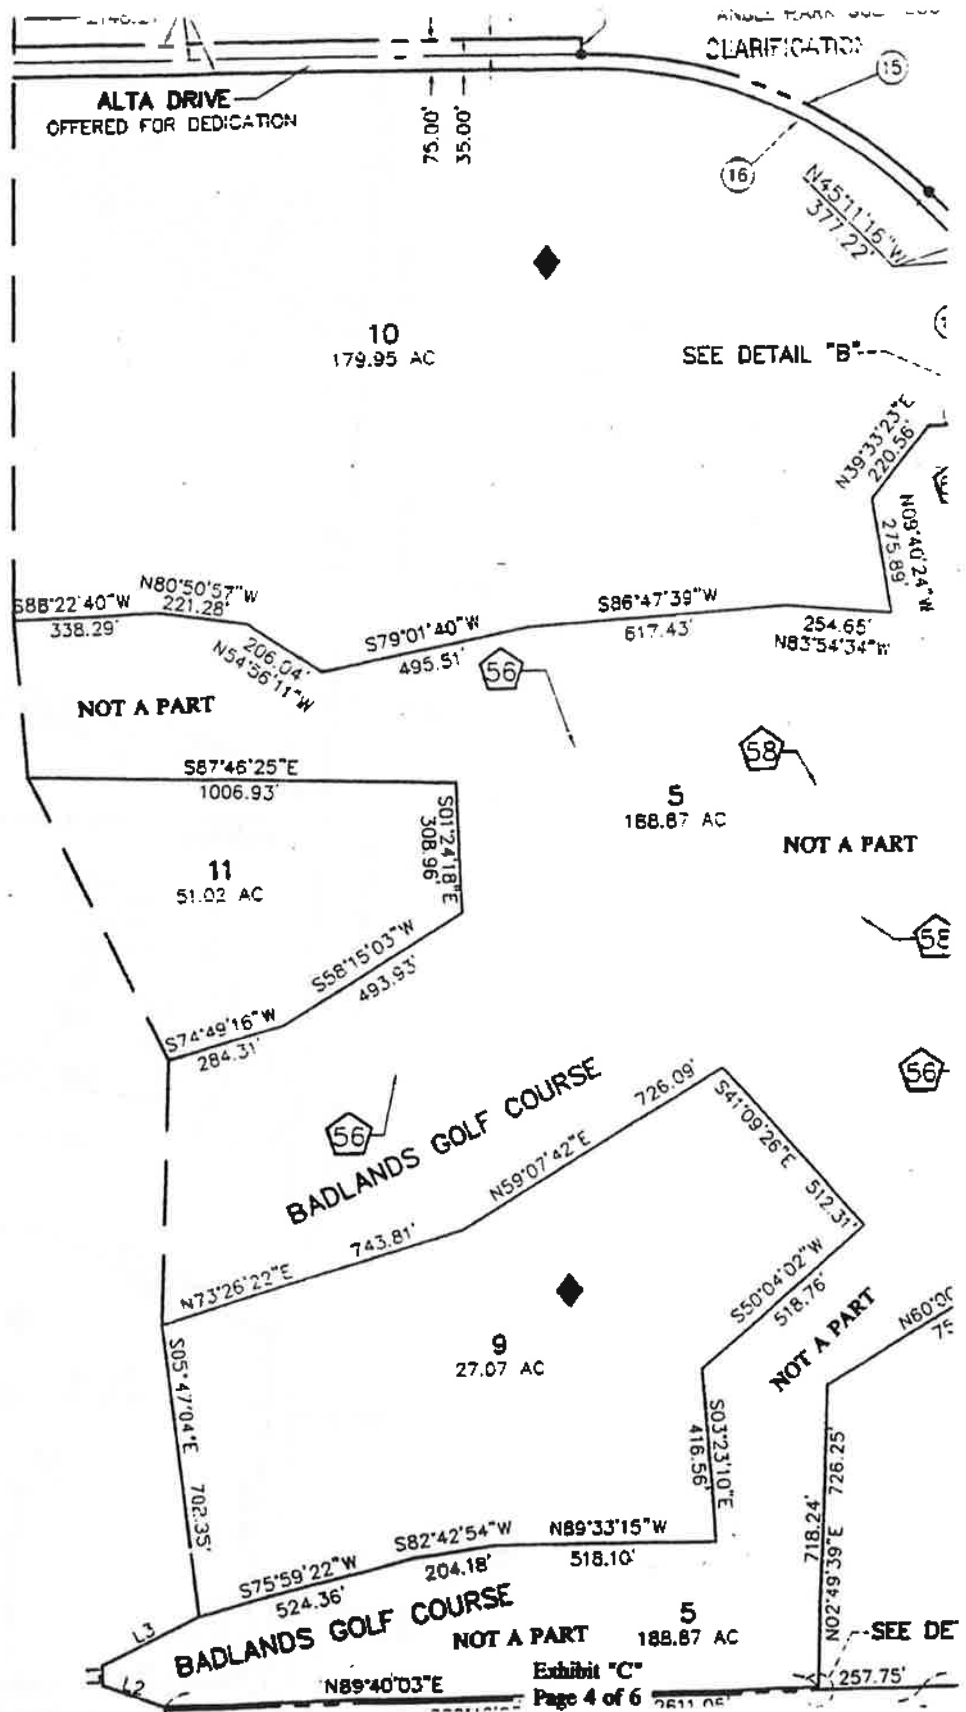 CLARIFICATION
15
ALTA DRIVE
OFFERED FOR DEDICATION
75.00'
35.00'
16
N45°11'16"W
377.22'
10
179.95 AC
SEE DETAIL "B"
N39°33'23"E
220.56'
N09°40'24"W
275.89'
S88°22'40"W
338.29'
N80°50'57"W
221.28'
206.04'
N54°56'11"W
S79°01'40"W
495.51'
S86°47'39"W
617.43'
254.65'
N83°54'34"W
56
NOT A PART
58
S87°46'25"E
1006.93'
5
188.87 AC
NOT A PART
S01°24'18"E
308.96'
11
51.02 AC
S58°15'03"W
493.93'
S74°49'16"W
284.31'
56
56
BADLANDS GOLF COURSE
726.09'
N59°07'42"E
S41°09'26"E
512.31'
743.81'
N73°26'22"E
S50°04'02"W
518.76'
NOT A PART
9
27.07 AC
S05°47'04"E
702.35'
S03°23'10"E
416.56'
726.25'
718.24'
N02°49'39"E
N89°33'15"W
518.10'
S82°42'54"W
204.18'
S75°59'22"W
524.36'
BADLANDS GOLF COURSE
NOT A PART
5
188.87 AC
SEE DE
L3
L2
N89°40'03"E
Exhibit "C"
Page 4 of 6
2611.05'
257.75'